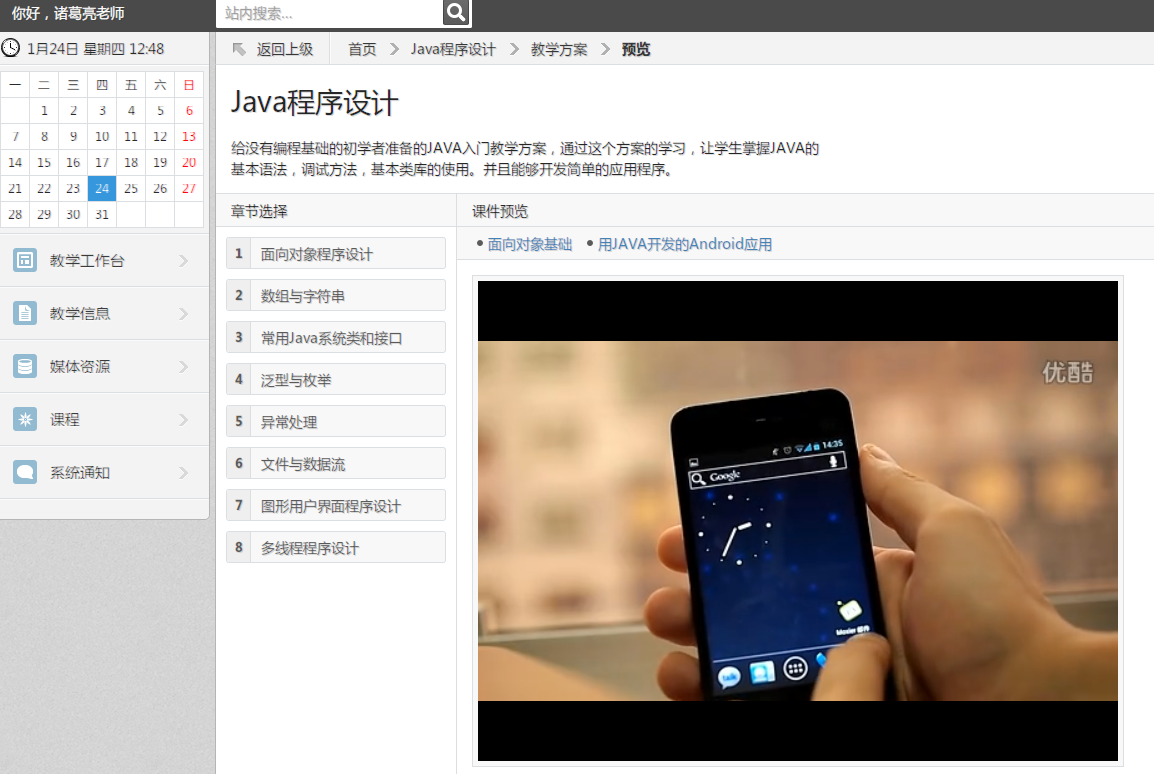 你好，诸葛亮老师
站内搜索...
1月24日 星期四 12:48
返回上级 首页 Java程序设计 教学方案 预览
一 二 三 四 五 六 日
1 2 3 4 5 6
7 8 9 10 11 12 13
14 15 16 17 18 19 20
21 22 23 24 25 26 27
28 29 30 31
教学工作台
教学信息
媒体资源
课程
系统通知
Java程序设计
给没有编程基础的初学者准备的JAVA入门教学方案，通过这个方案的学习，让学生掌握JAVA的
基本语法，调试方法，基本类库的使用。并且能够开发简单的应用程序。
章节选择
1 面向对象程序设计
2 数组与字符串
3 常用Java系统类和接口
4 泛型与枚举
5 异常处理
6 文件与数据流
7 图形用户界面程序设计
8 多线程程序设计
课件预览
面向对象基础 用JAVA开发的Android应用
优酷
14:35
Google
Moxier 邮件
talk